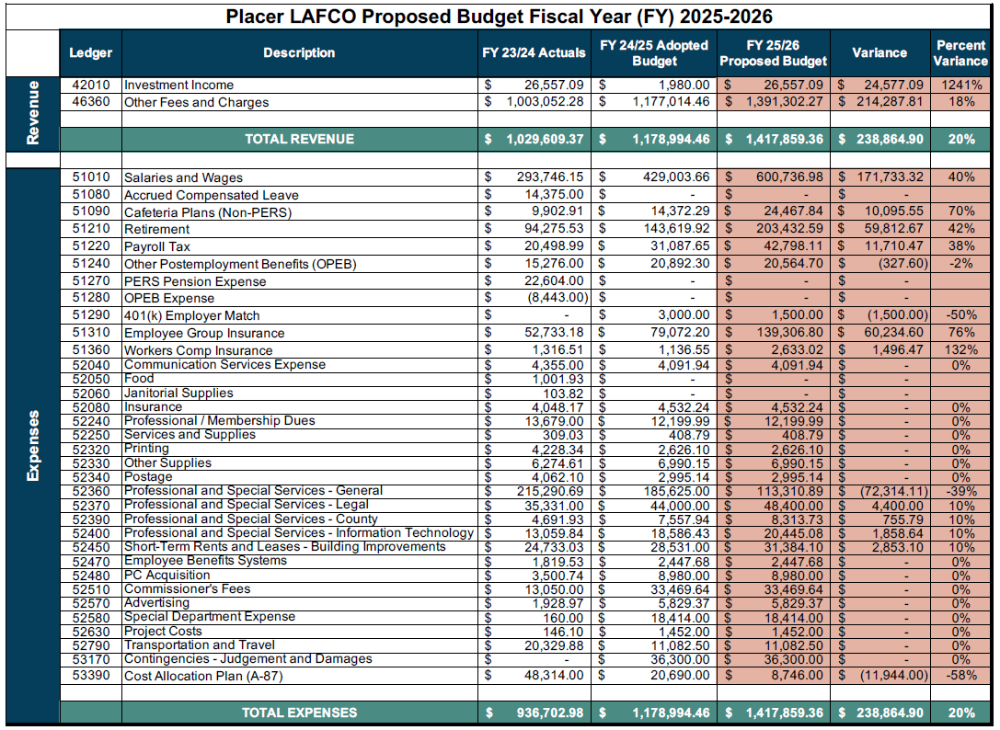 Placer LAFCO Proposed Budget Fiscal Year (FY) 2025-2026
Ledger Description FY 23/24 Actuals FY 24/25 Adopted Budget FY 25/26 Proposed Budget Variance Percent Variance
Revenue
42010 Investment Income $ 26,557.09 $ 1,980.00 $ 26,557.09 $ 24,577.09 1241%
46360 Other Fees and Charges $ 1,003,052.28 $ 1,177,014.46 $ 1,391,302.27 $ 214,287.81 18%
TOTAL REVENUE $ 1,029,609.37 $ 1,178,994.46 $ 1,417,859.36 $ 238,864.90 20%
Expenses
51010 Salaries and Wages $ 293,746.15 $ 429,003.66 $ 600,736.98 $ 171,733.32 40%
51080 Accrued Compensated Leave $ 14,375.00 $ - $ - $ -
51090 Cafeteria Plans (Non-PERS) $ 9,902.91 $ 14,372.29 $ 24,467.84 $ 10,095.55 70%
51210 Retirement $ 94,275.53 $ 143,619.92 $ 203,432.59 $ 59,812.67 42%
51220 Payroll Tax $ 20,498.99 $ 31,087.65 $ 42,798.11 $ 11,710.47 38%
51240 Other Postemployment Benefits (OPEB) $ 15,276.00 $ 20,892.30 $ 20,564.70 $ (327.60) -2%
51270 PERS Pension Expense $ 22,604.00 $ - $ - $ -
51280 OPEB Expense $ (8,443.00) $ - $ - $ -
51290 401(k) Employer Match $ - $ 3,000.00 $ 1,500.00 $ (1,500.00) -50%
51310 Employee Group Insurance $ 52,733.18 $ 79,072.20 $ 139,306.80 $ 60,234.60 76%
51360 Workers Comp Insurance $ 1,316.51 $ 1,136.55 $ 2,633.02 $ 1,496.47 132%
52040 Communication Services Expense $ 4,355.00 $ 4,091.94 $ 4,091.94 $ - 0%
52050 Food $ 1,001.93 $ - $ - $ -
52060 Janitorial Supplies $ 103.82 $ - $ - $ -
52080 Insurance $ 4,048.17 $ 4,532.24 $ 4,532.24 $ - 0%
52240 Professional / Membership Dues $ 13,679.00 $ 12,199.99 $ 12,199.99 $ - 0%
52250 Services and Supplies $ 309.03 $ 408.79 $ 408.79 $ - 0%
52320 Printing $ 4,228.34 $ 2,626.10 $ 2,626.10 $ - 0%
52330 Other Supplies $ 6,274.61 $ 6,990.15 $ 6,990.15 $ - 0%
52340 Postage $ 4,062.10 $ 2,995.14 $ 2,995.14 $ - 0%
52360 Professional and Special Services - General $ 215,290.69 $ 185,625.00 $ 113,310.89 $ (72,314.11) -39%
52370 Professional and Special Services - Legal $ 35,331.00 $ 44,000.00 $ 48,400.00 $ 4,400.00 10%
52390 Professional and Special Services - County $ 4,691.93 $ 7,557.94 $ 8,313.73 $ 755.79 10%
52400 Professional and Special Services - Information Technology $ 13,059.84 $ 18,586.43 $ 20,445.08 $ 1,858.64 10%
52450 Short-Term Rents and Leases - Building Improvements $ 24,733.03 $ 28,531.00 $ 31,384.10 $ 2,853.10 10%
52470 Employee Benefits Systems $ 1,819.53 $ 2,447.68 $ 2,447.68 $ - 0%
52480 PC Acquisition $ 3,500.74 $ 8,980.00 $ 8,980.00 $ - 0%
52510 Commissioner's Fees $ 13,050.00 $ 33,469.64 $ 33,469.64 $ - 0%
52570 Advertising $ 1,928.97 $ 5,829.37 $ 5,829.37 $ - 0%
52580 Special Department Expense $ 160.00 $ 18,414.00 $ 18,414.00 $ - 0%
52630 Project Costs $ 146.10 $ 1,452.00 $ 1,452.00 $ - 0%
52790 Transportation and Travel $ 20,329.88 $ 11,082.50 $ 11,082.50 $ - 0%
53170 Contingencies - Judgement and Damages $ - $ 36,300.00 $ 36,300.00 $ - 0%
53390 Cost Allocation Plan (A-87) $ 48,314.00 $ 20,690.00 $ 8,746.00 $ (11,944.00) -58%
TOTAL EXPENSES $ 936,702.98 $ 1,178,994.46 $ 1,417,859.36 $ 238,864.90 20%